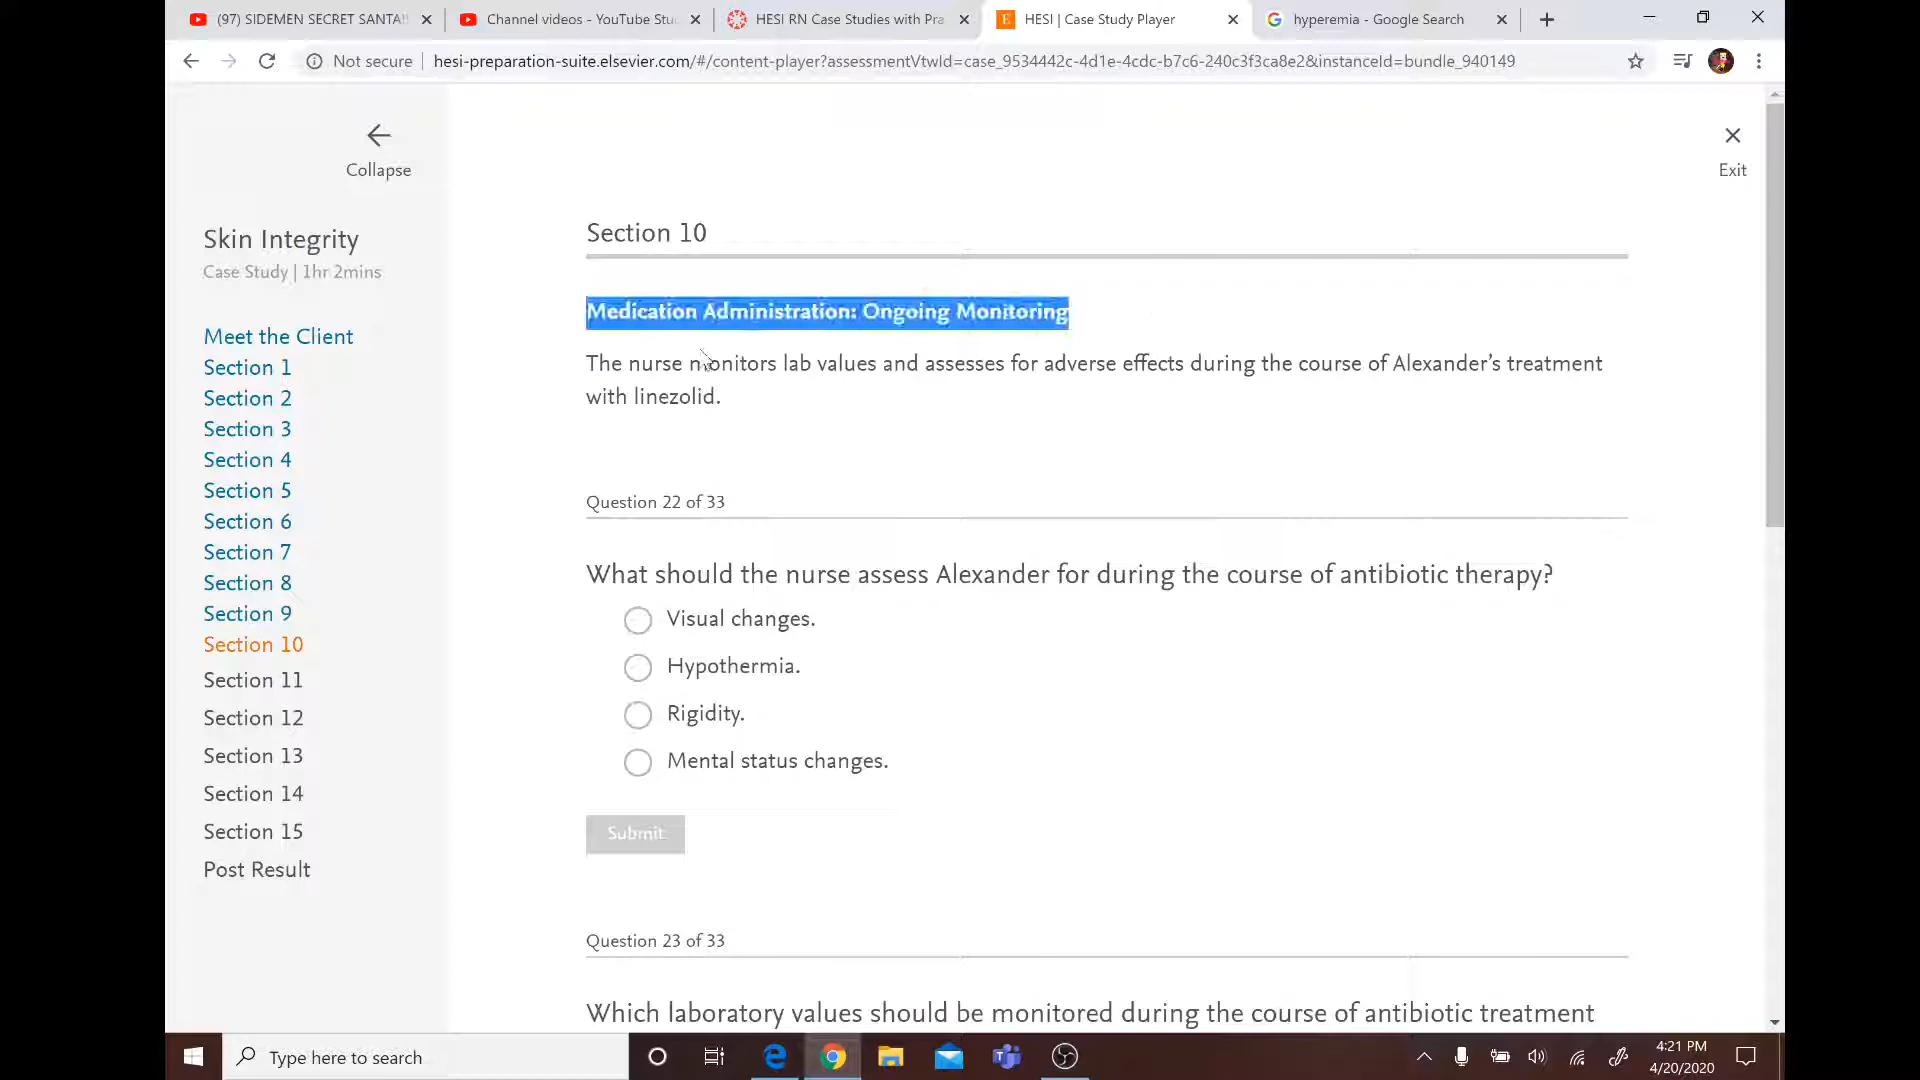 (97) SIDEMEN SECRET SANTA!!
Channel videos - YouTube Stu
HESI RN Case Studies with Pra
HESI | Case Study Player
hyperemia - Google Search
Not secure
hesi-preparation-suite.elsevier.com/#/content-player?assessmentVtwId=case_9534442c-4d1e-4cdc-b7c6-240c3f3ca8e2&instanceId=bundle_940149
Collapse
Exit
Skin Integrity
Case Study | 1hr 2mins
Meet the Client
Section 1
Section 2
Section 3
Section 4
Section 5
Section 6
Section 7
Section 8
Section 9
Section 10
Section 11
Section 12
Section 13
Section 14
Section 15
Post Result
Section 10
Medication Administration: Ongoing Monitoring
The nurse monitors lab values and assesses for adverse effects during the course of Alexander’s treatment
with linezolid.
Question 22 of 33
What should the nurse assess Alexander for during the course of antibiotic therapy?
Visual changes.
Hypothermia.
Rigidity.
Mental status changes.
Submit
Question 23 of 33
Which laboratory values should be monitored during the course of antibiotic treatment
Type here to search
4:21 PM
4/20/2020